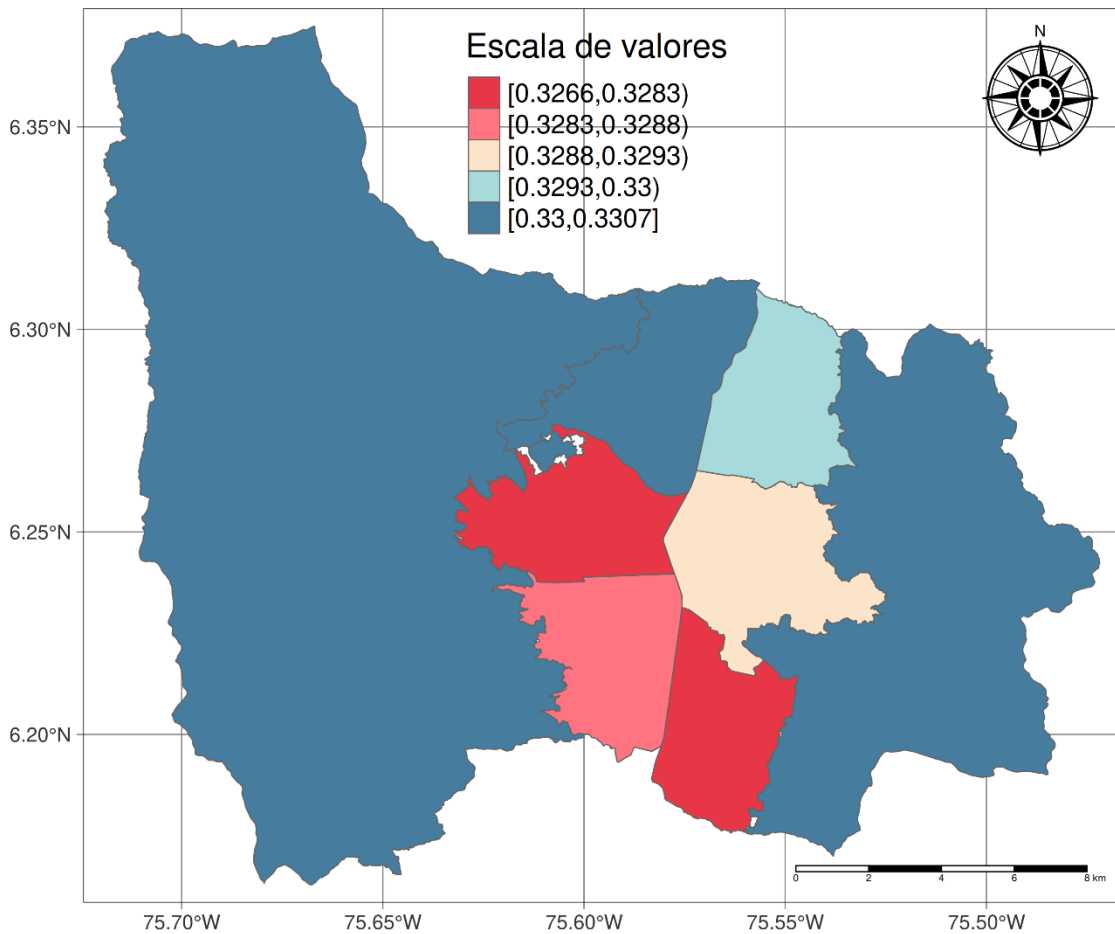 Escala de valores
[0.3266,0.3283)
[0.3283,0.3288)
[0.3288,0.3293)
[0.3293,0.33)
[0.33,0.3307]
N
6.35°N
6.30°N
6.25°N
6.20°N
0 2 4 6 8 km
75.70°W 75.65°W 75.60°W 75.55°W 75.50°W